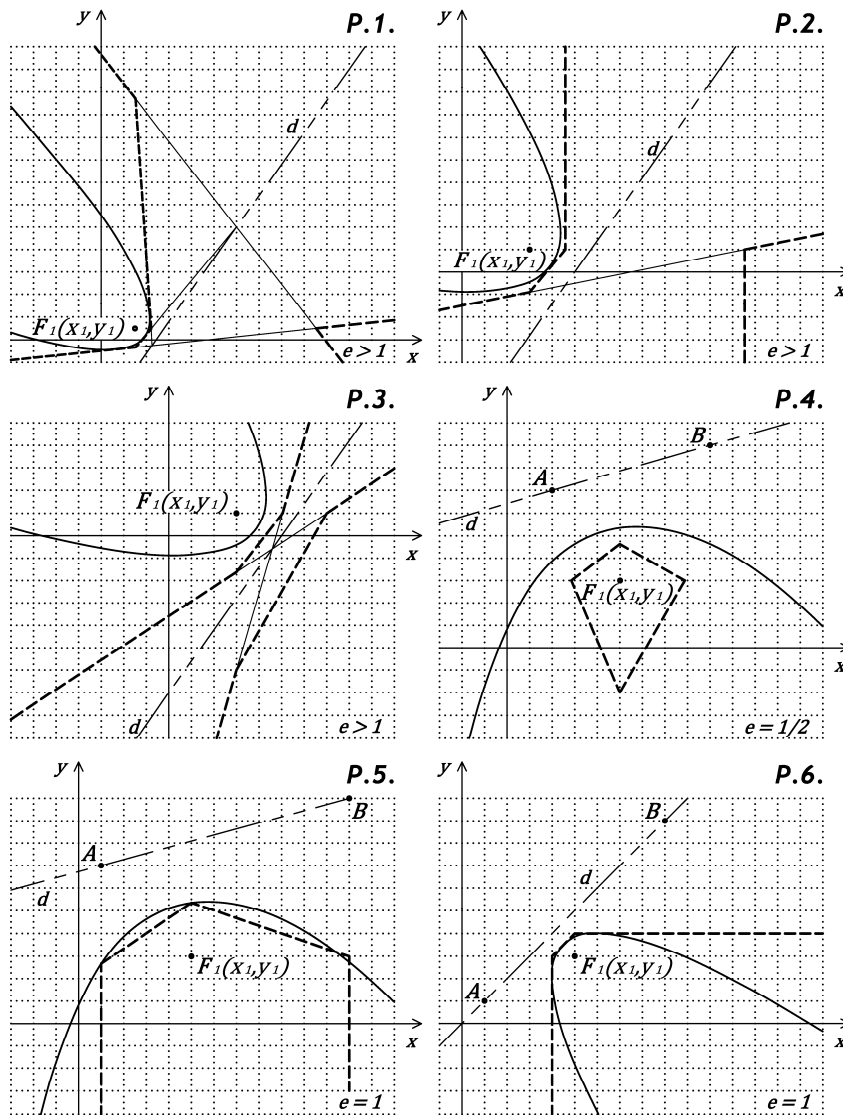 y
P.1.
d
F₁(x₁,y₁)
x
e > 1
y
P.2.
d
F₁(x₁,y₁)
x
e > 1
y
P.3.
F₁(x₁,y₁)
x
d
e > 1
y
P.4.
B
A
d
F₁(x₁,y₁)
x
e = 1/2
y
P.5.
B
A
d
F₁(x₁,y₁)
x
e = 1
y
P.6.
B
d
F₁(x₁,y₁)
A
x
e = 1